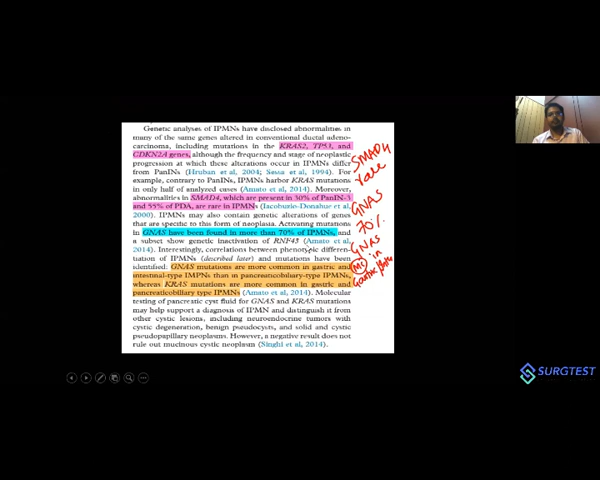 Genetic analyses of IPMNs have disclosed abnormalities in
many of the same genes altered in conventional ductal adeno-
carcinoma, including mutations in the KRAS2, TP53, and
CDKN2A genes, although the frequency and stage of neoplastic
progression at which these alterations occur in IPMNs differ
from PanINs (Hruban et al, 2004; Sessa et al, 1994). For
example, contrary to PanINs, IPMNs harbor KRAS mutations
in only half of analyzed cases (Amato et al, 2014). Moreover,
abnormalities in SMAD4, which are present in 30% of PanIN-3
and 55% of PDA, are rare in IPMNs (Iacobuzio-Donahue et al,
2000). IPMNs may also contain genetic alterations of genes
that are specific to this form of neoplasia. Activating mutations
in GNAS have been found in more than 70% of IPMNs, and
a subset show genetic inactivation of RNF43 (Amato et al,
2014). Interestingly, correlations between phenotypic differen-
tiation of IPMNs (described later) and mutations have been
identified: GNAS mutations are more common in gastric and
intestinal-type IMPNs than in pancreaticobiliary-type IPMNs,
whereas KRAS mutations are more common in gastric and
pancreaticobiliary type IPMNs (Amato et al, 2014). Molecular
testing of pancreatic cyst fluid for GNAS and KRAS mutations
may help support a diagnosis of IPMN and distinguish it from
other cystic lesions, including neuroendocrine tumors with
cystic degeneration, benign pseudocysts, and solid and cystic
pseudopapillary neoplasms. However, a negative result does not
rule out mucinous cystic neoplasm (Singhi et al, 2014).
SMAD4
rare
GNAS
70%
GNAS
in
Gastric
SURGTEST